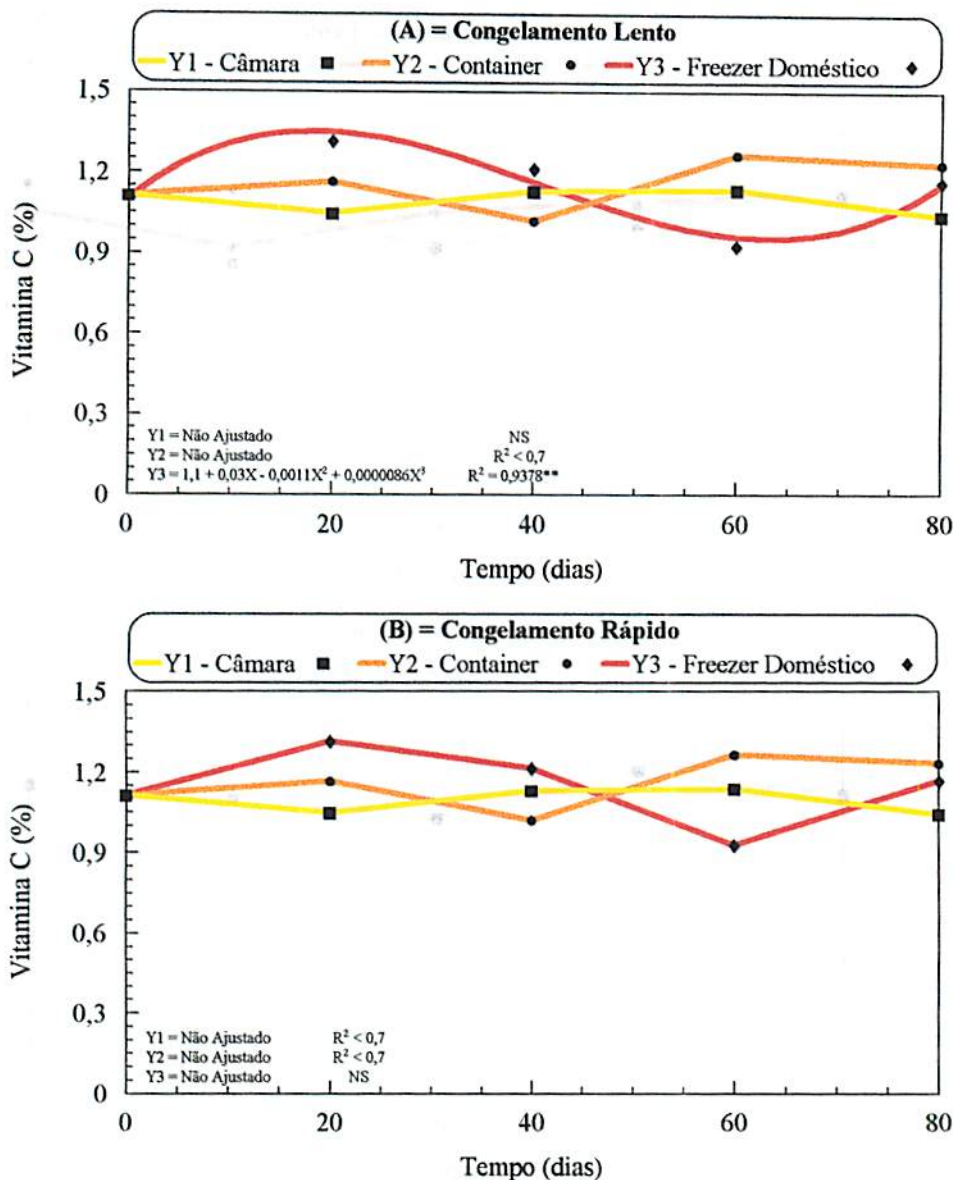 (A) = Congelamento Lento
Y1 - Câmara Y2 - Container Y3 - Freezer Doméstico
1,5
1,2
0,9
0,6
0,3
0
Vitamina C (%)
Y1 = Não Ajustado NS
Y2 = Não Ajustado R² < 0,7
Y3 = 1,1 + 0,03X - 0,0011X² + 0,0000086X³ R² = 0,9378**
0 20 40 60 80
Tempo (dias)
(B) = Congelamento Rápido
Y1 - Câmara Y2 - Container Y3 - Freezer Doméstico
1,5
1,2
0,9
0,6
0,3
0
Vitamina C (%)
Y1 = Não Ajustado R² < 0,7
Y2 = Não Ajustado R² < 0,7
Y3 = Não Ajustado NS
0 20 40 60 80
Tempo (dias)